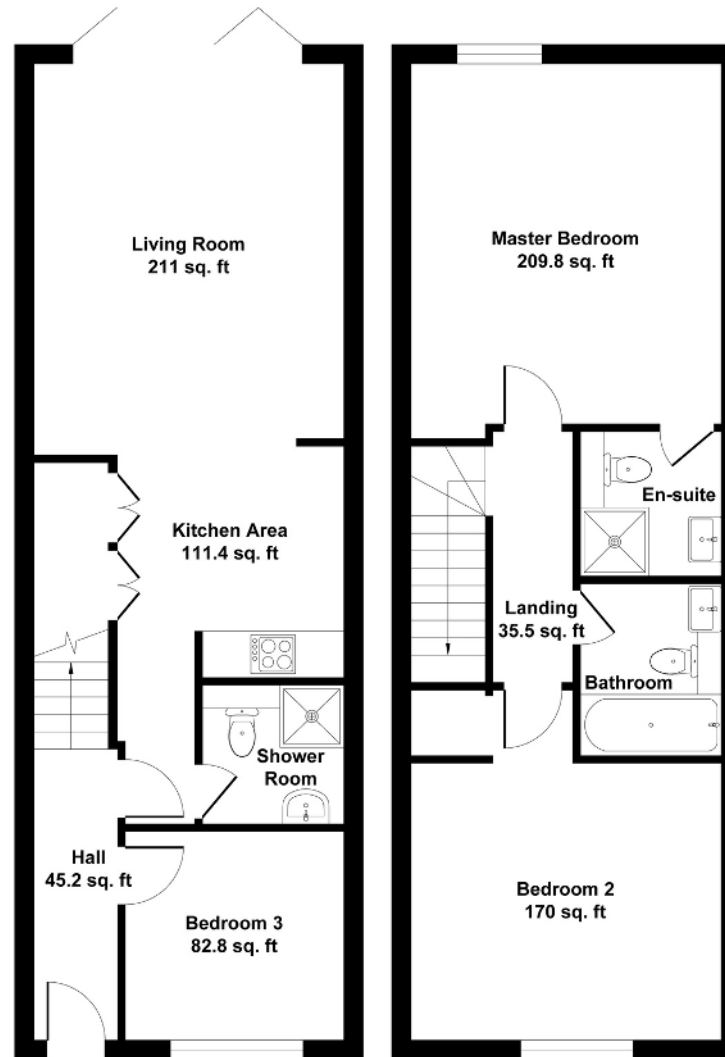 Living Room
211 sq. ft
Kitchen Area
111.4 sq. ft
Shower
Room
Hall
45.2 sq. ft
Bedroom 3
82.8 sq. ft
Master Bedroom
209.8 sq. ft
En-suite
Landing
35.5 sq. ft
Bathroom
Bedroom 2
170 sq. ft